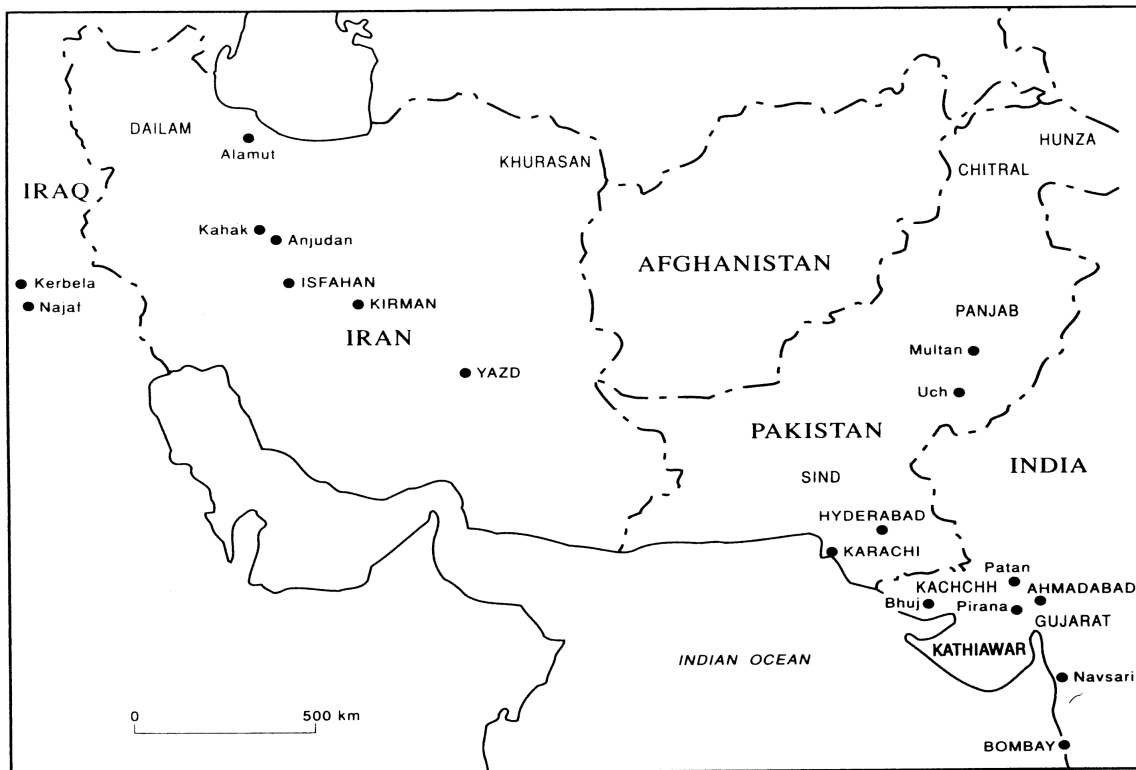 DAILAM
Alamut
KHURASAN
HUNZA
CHITRAL
IRAQ
Kahak
Anjudan
AFGHANISTAN
Kerbela
ISFAHAN
Najaf
KIRMAN
PANJAB
IRAN
Multan
YAZD
Uch
PAKISTAN
INDIA
SIND
HYDERABAD
KARACHI
Patan
KACHCHH
AHMADABAD
Bhuj
Pirana
GUJARAT
KATHIAWAR
INDIAN OCEAN
Navsari
0 500 km
BOMBAY